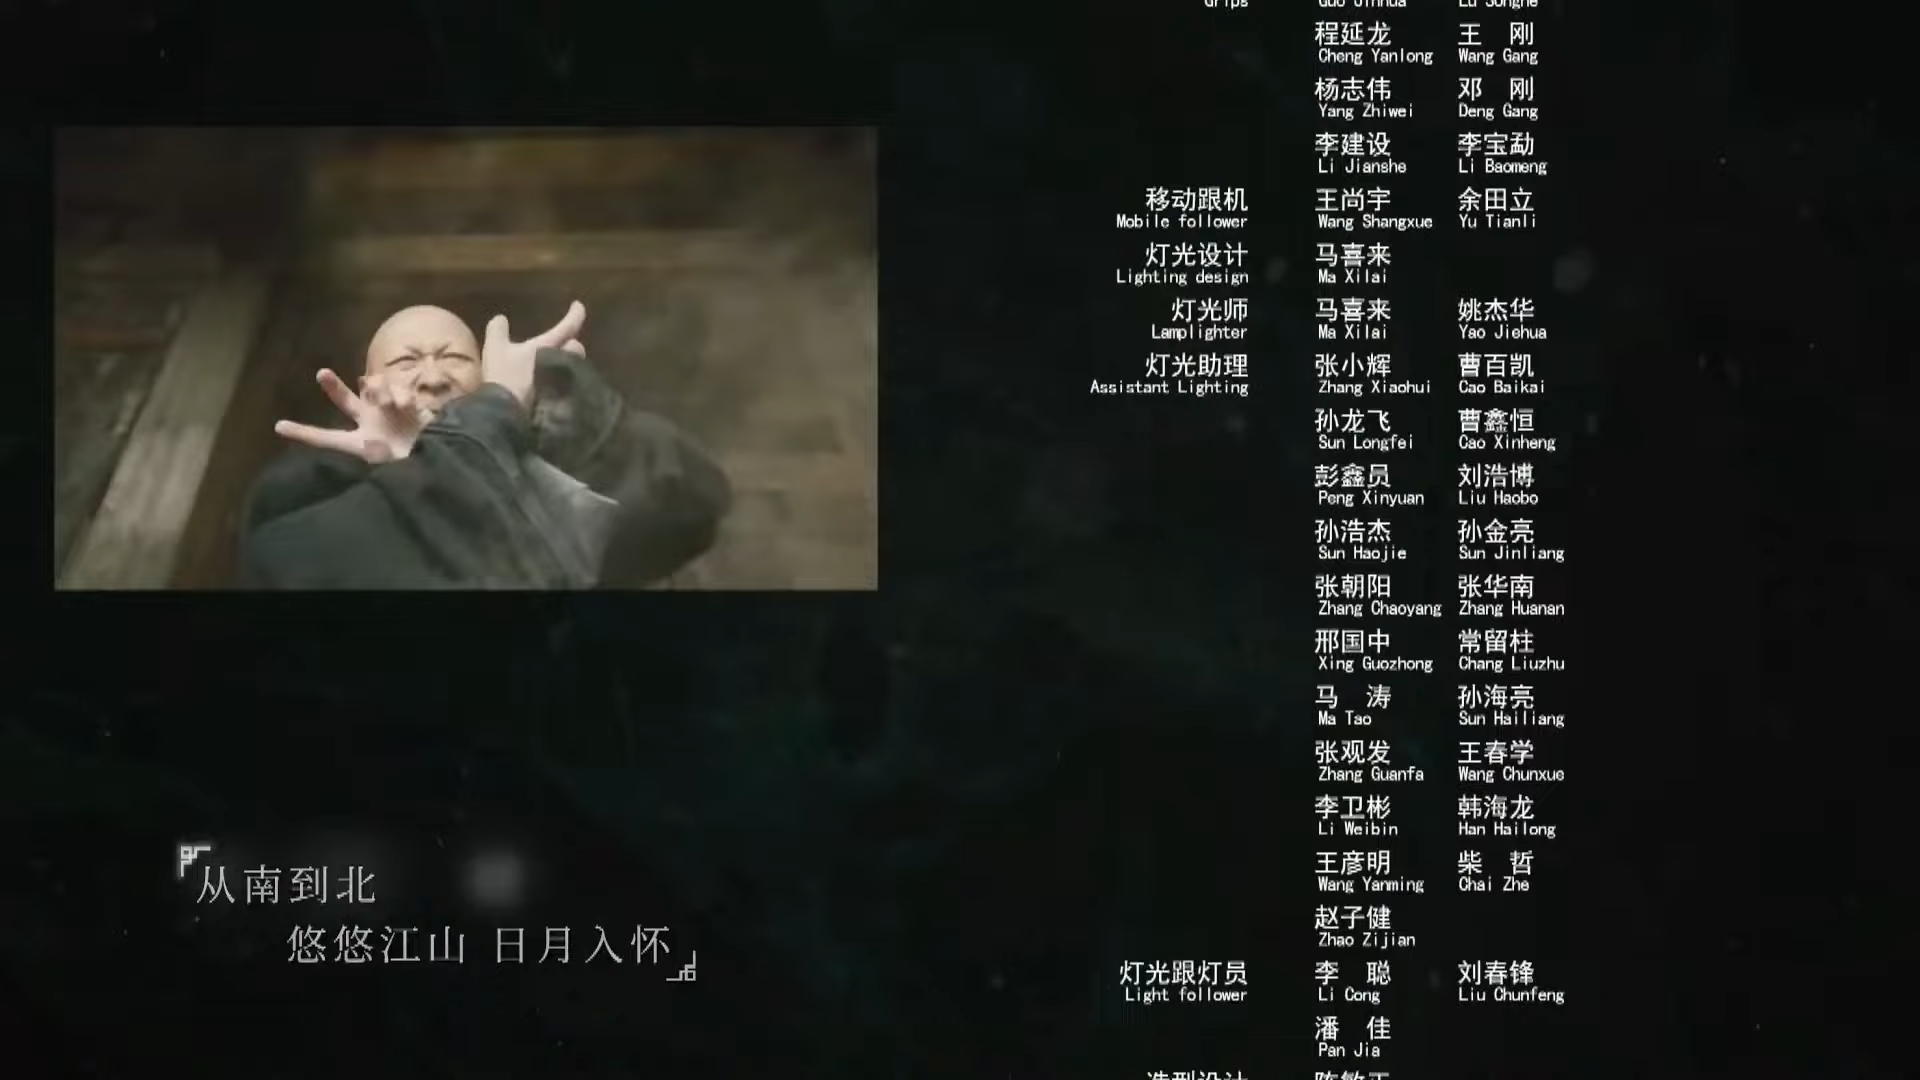 Grips Guo Jinhua Lu Songhe
程延龙 王 刚
Cheng Yanlong Wang Gang
杨志伟 邓 刚
Yang Zhiwei Deng Gang
李建设 李宝勐
Li Jianshe Li Baomeng
移动跟机 王尚宇 余田立
Mobile follower Wang Shangxue Yu Tianli
灯光设计 马喜来
Lighting design Ma Xilai
灯光师 马喜来 姚杰华
Lamplighter Ma Xilai Yao Jiehua
灯光助理 张小辉 曹百凯
Assistant Lighting Zhang Xiaohui Cao Baikai
孙龙飞 曹鑫恒
Sun Longfei Cao Xinheng
彭鑫员 刘浩博
Peng Xinyuan Liu Haobo
孙浩杰 孙金亮
Sun Haojie Sun Jinliang
张朝阳 张华南
Zhang Chaoyang Zhang Huanan
邢国中 常留柱
Xing Guozhong Chang Liuzhu
马 涛 孙海亮
Ma Tao Sun Hailiang
张观发 王春学
Zhang Guanfa Wang Chunxue
李卫彬 韩海龙
Li Weibin Han Hailong
王彦明 柴 哲
Wang Yanming Chai Zhe
赵子健
Zhao Zijian
灯光跟灯员 李 聪 刘春锋
Light follower Li Cong Liu Chunfeng
潘 佳
Pan Jia
从南到北
悠悠江山 日月入怀